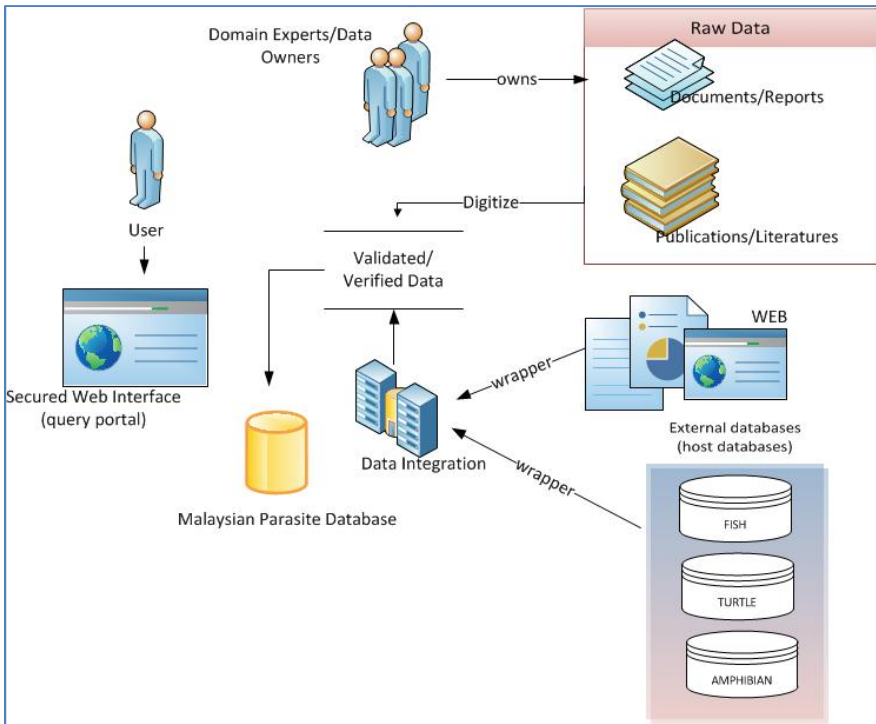 Domain Experts/Data
Owners
Raw Data
owns
Documents/Reports
Digitize
Publications/Literatures
User
Validated/
Verified Data
WEB
wrapper
Secured Web Interface
(query portal)
External databases
(host databases)
Data Integration
wrapper
Malaysian Parasite Database
FISH
TURTLE
AMPHIBIAN